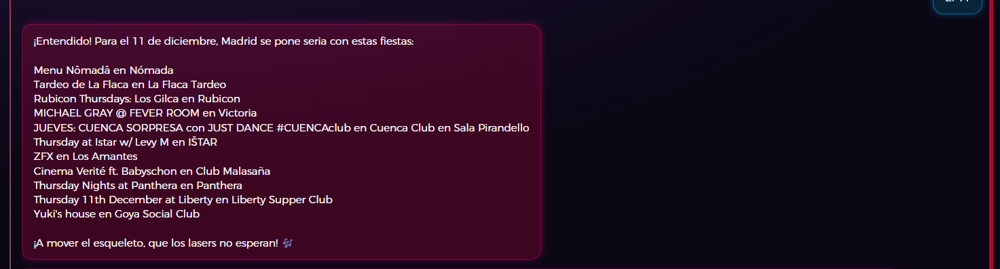 ¡Entendido! Para el 11 de diciembre, Madrid se pone seria con estas fiestas:
Menu Nômadâ en Nómada
Tardeo de La Flaca en La Flaca Tardeo
Rubicon Thursdays: Los Gilca en Rubicon
MICHAEL GRAY @ FEVER ROOM en Victoria
JUEVES: CUENCA SORPRESA con JUST DANCE #CUENCAclub en Cuenca Club en Sala Pirandello
Thursday at Istar w/ Levy M en IŠTAR
ZFX en Los Amantes
Cinema Verité ft. Babyschon en Club Malasaña
Thursday Nights at Panthera en Panthera
Thursday 11th December at Liberty en Liberty Supper Club
Yuki's house en Goya Social Club
¡A mover el esqueleto, que los lasers no esperan! 🎶